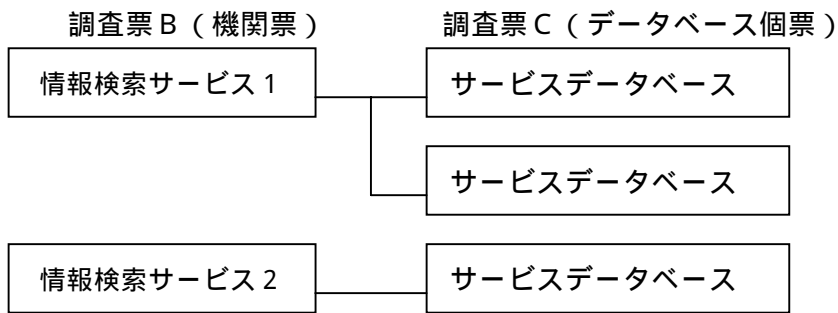 調査票B（機関票） 調査票C（データベース個票）
情報検索サービス1 サービスデータベース
サービスデータベース
情報検索サービス2 サービスデータベース